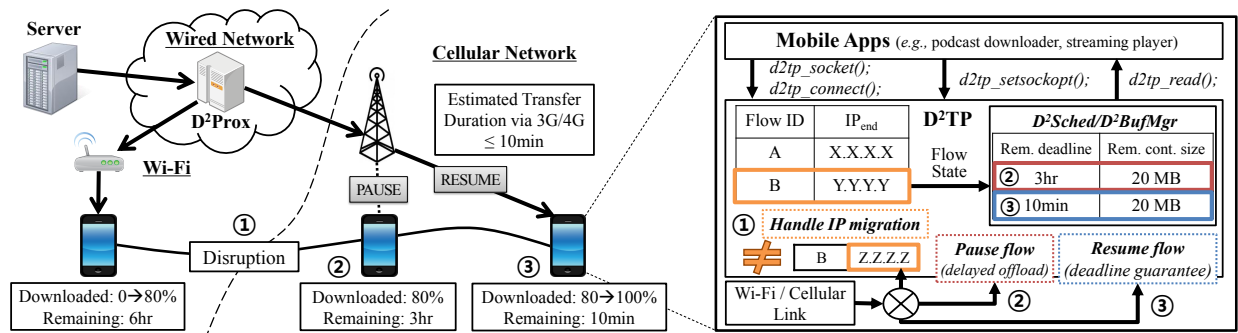 Server
Wired Network
D²Prox
Wi-Fi
Cellular Network
Estimated Transfer
Duration via 3G/4G
≤ 10min
PAUSE
RESUME
①
Disruption
②
③
Downloaded: 0→80%
Remaining: 6hr
Downloaded: 80%
Remaining: 3hr
Downloaded: 80→100%
Remaining: 10min
Mobile Apps (e.g., podcast downloader, streaming player)
d2tp_socket();
d2tp_connect();
d2tp_setsockopt();
d2tp_read();
Flow ID IP_end
A X.X.X.X
B Y.Y.Y.Y
D²TP
Flow
State
D²Sched/D²BufMgr
Rem. deadline Rem. cont. size
② 3hr 20 MB
③ 10min 20 MB
① Handle IP migration
≠ B Z.Z.Z.Z
Pause flow
(delayed offload)
Resume flow
(deadline guarantee)
Wi-Fi / Cellular
Link
②
③